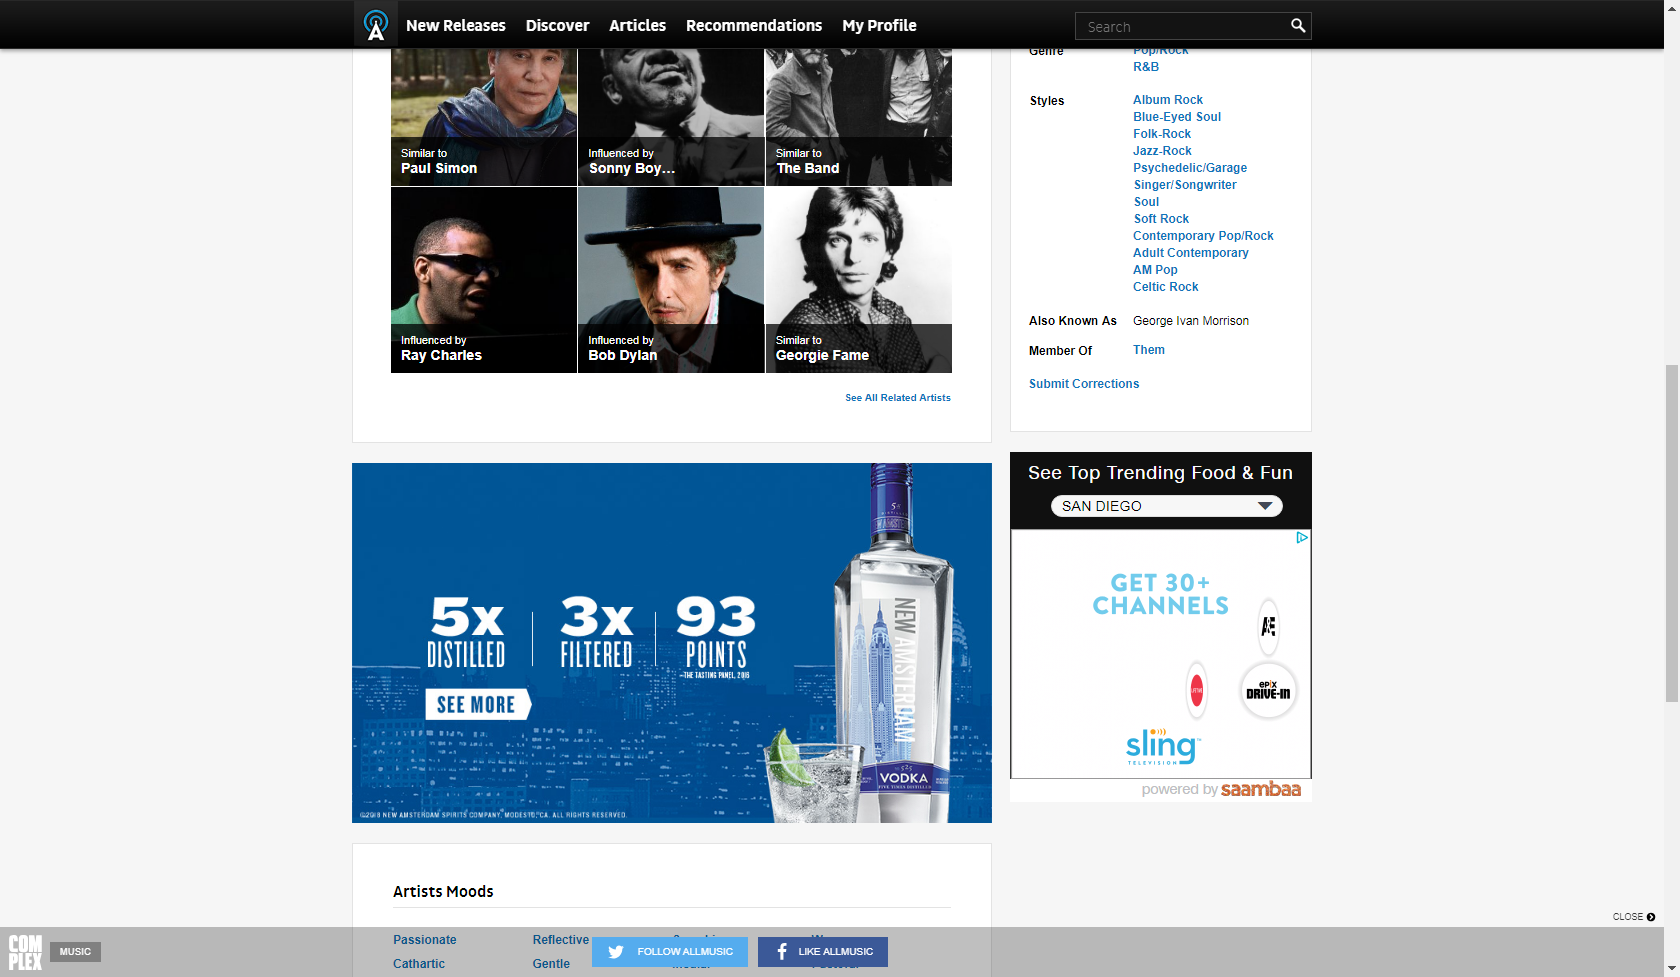 New Releases
Discover
Articles
Recommendations
My Profile
Search
Similar to
Paul Simon
Influenced by
Sonny Boy...
Similar to
The Band
Influenced by
Ray Charles
Influenced by
Bob Dylan
Similar to
Georgie Fame
See All Related Artists
Genre
Pop/Rock
R&B
Styles
Album Rock
Blue-Eyed Soul
Folk-Rock
Jazz-Rock
Psychedelic/Garage
Singer/Songwriter
Soul
Soft Rock
Contemporary Pop/Rock
Adult Contemporary
AM Pop
Celtic Rock
Also Known As
George Ivan Morrison
Member Of
Them
Submit Corrections
5x
DISTILLED
3x
FILTERED
93
POINTS
—THE TASTING PANEL, 2016
SEE MORE
NEW AMSTERDAM
525
VODKA
FIVE TIMES DISTILLED
©2018 NEW AMSTERDAM SPIRITS COMPANY, MODESTO, CA. ALL RIGHTS RESERVED.
See Top Trending Food & Fun
SAN DIEGO
GET 30+
CHANNELS
A&E
epix
DRIVE-IN
sling
TELEVISION
powered by saambaa
Artists Moods
Passionate
Reflective
Cathartic
Gentle
CLOSE
COMPLEX
MUSIC
FOLLOW ALLMUSIC
LIKE ALLMUSIC